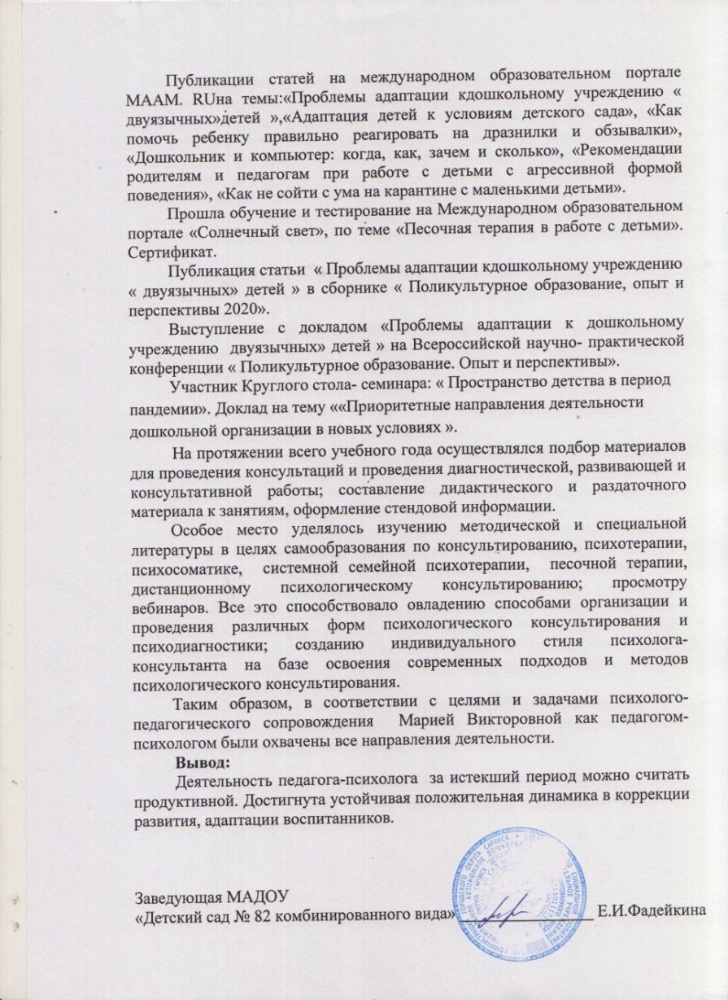 Публикации статей на международном образовательном портале
МААМ. RUна темы:«Проблемы адаптации кдошкольному учреждению «
двуязычных»детей »,«Адаптация детей к условиям детского сада», «Как
помочь ребенку правильно реагировать на дразнилки и обзывалки»,
«Дошкольник и компьютер: когда, как, зачем и сколько», «Рекомендации
родителям и педагогам при работе с детьми с агрессивной формой
поведения», «Как не сойти с ума на карантине с маленькими детьми».
Прошла обучение и тестирование на Международном образовательном
портале «Солнечный свет», по теме «Песочная терапия в работе с детьми».
Сертификат.
Публикация статьи « Проблемы адаптации кдошкольному учреждению
« двуязычных» детей » в сборнике « Поликультурное образование, опыт и
перспективы 2020».
Выступление с докладом «Проблемы адаптации к дошкольному
учреждению двуязычных» детей » на Всероссийской научно- практической
конференции « Поликультурное образование. Опыт и перспективы».
Участник Круглого стола- семинара: « Пространство детства в период
пандемии». Доклад на тему ««Приоритетные направления деятельности
дошкольной организации в новых условиях ».
На протяжении всего учебного года осуществлялся подбор материалов
для проведения консультаций и проведения диагностической, развивающей и
консультативной работы; составление дидактического и раздаточного
материала к занятиям, оформление стендовой информации.
Особое место уделялось изучению методической и специальной
литературы в целях самообразования по консультированию, психотерапии,
психосоматике, системной семейной психотерапии, песочной терапии,
дистанционному психологическому консультированию; просмотру
вебинаров. Все это способствовало овладению способами организации и
проведения различных форм психологического консультирования и
психодиагностики; созданию индивидуального стиля психолога-
консультанта на базе освоения современных подходов и методов
психологического консультирования.
Таким образом, в соответствии с целями и задачами психолого-
педагогического сопровождения Марией Викторовной как педагогом-
психологом были охвачены все направления деятельности.
Вывод:
Деятельность педагога-психолога за истекший период можно считать
продуктивной. Достигнута устойчивая положительная динамика в коррекции
развития, адаптации воспитанников.
Заведующая МАДОУ
«Детский сад № 82 комбинированного вида» Е.И.Фадейкина